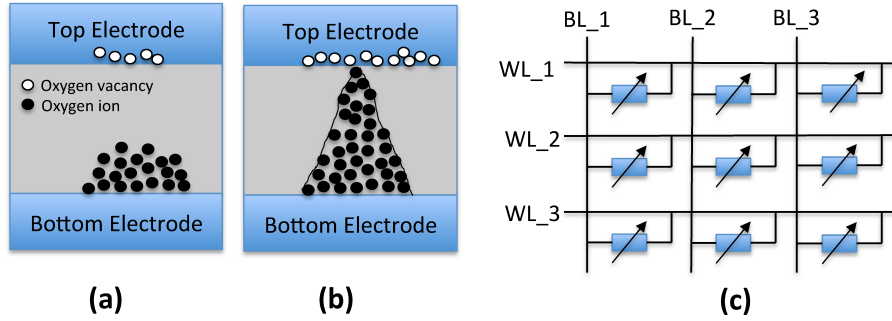 Top Electrode
Oxygen vacancy
Oxygen ion
Bottom Electrode
(a)
Top Electrode
Bottom Electrode
(b)
BL_1 BL_2 BL_3
WL_1
WL_2
WL_3
(c)